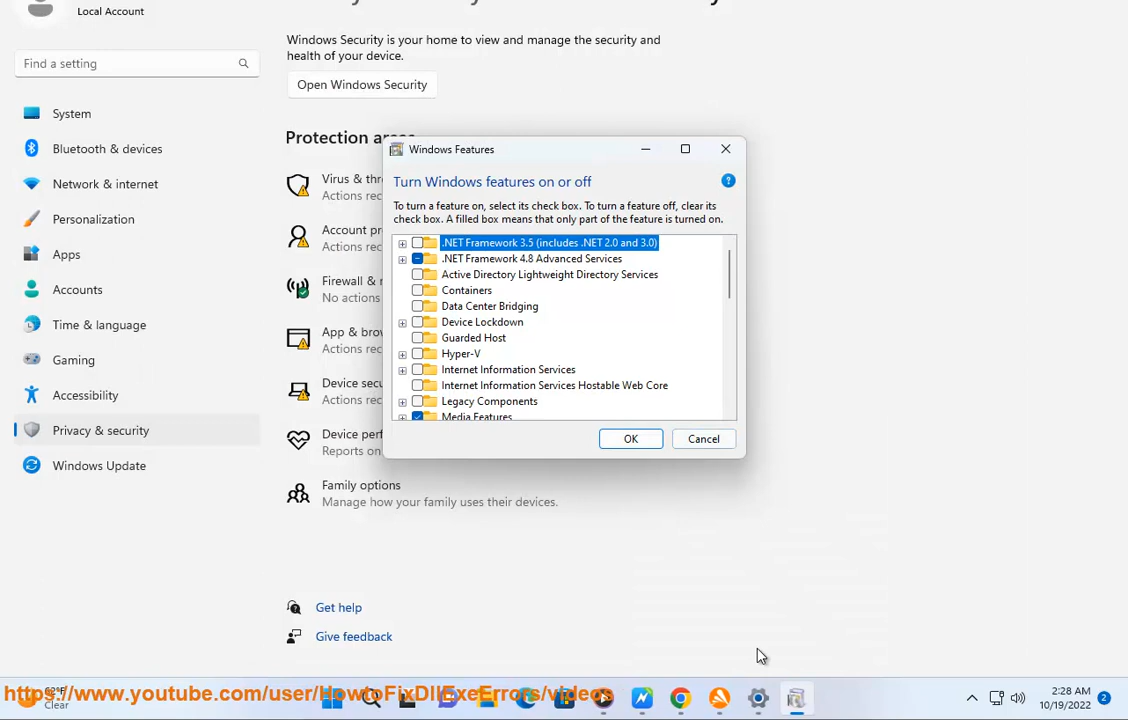 Local Account
Windows Security is your home to view and manage the security and
health of your device.
Find a setting
Open Windows Security
System
Bluetooth & devices
Network & internet
Personalization
Apps
Accounts
Time & language
Gaming
Accessibility
Privacy & security
Windows Update
Protection areas
Virus & thr
Actions rec
Account pr
Actions rec
Firewall & n
No actions
App & brow
Actions rec
Device secu
Actions rec
Device perf
Reports on
Family options
Manage how your family uses their devices.
Get help
Give feedback
Windows Features
Turn Windows features on or off
?
To turn a feature on, select its check box. To turn a feature off, clear its
check box. A filled box means that only part of the feature is turned on.
.NET Framework 3.5 (includes .NET 2.0 and 3.0)
.NET Framework 4.8 Advanced Services
Active Directory Lightweight Directory Services
Containers
Data Center Bridging
Device Lockdown
Guarded Host
Hyper-V
Internet Information Services
Internet Information Services Hostable Web Core
Legacy Components
Media Features
OK
Cancel
https://www.youtube.com/user/HowtoFixDllExeErrors/videos
Clear
2:28 AM
10/19/2022
2